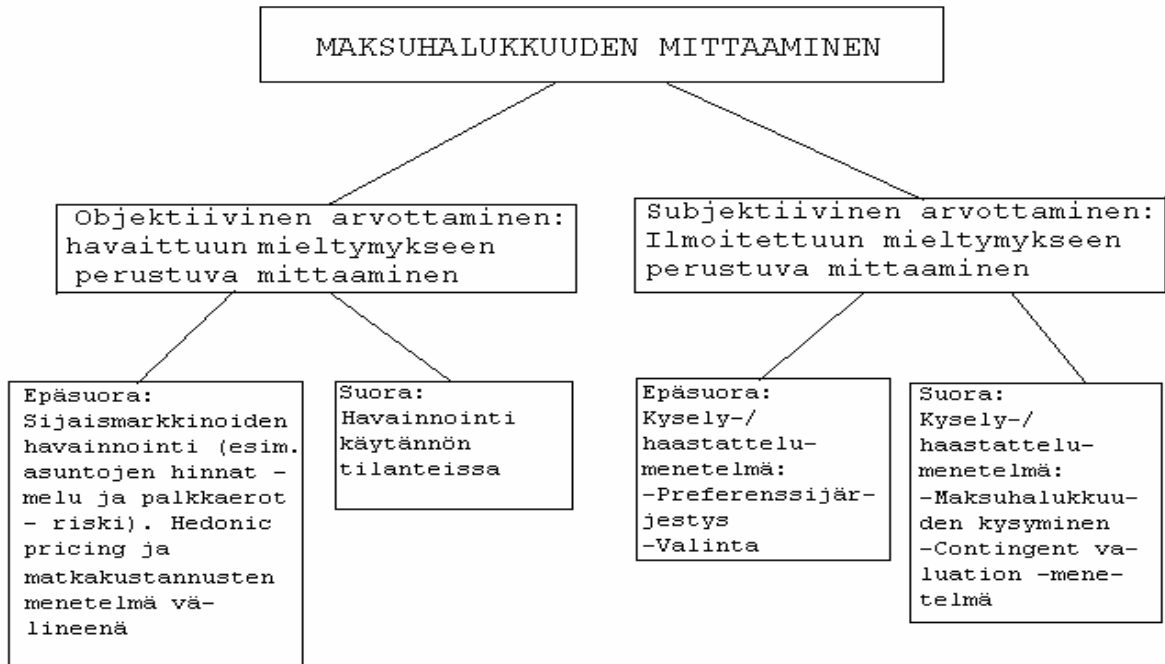 MAKSUHALUKKUUDEN MITTAAMINEN
Objektiivinen arvottaminen:
havaittuun mieltymykseen
perustuva mittaaminen
Subjektiivinen arvottaminen:
Ilmoitettuun mieltymykseen
perustuva mittaaminen
Epäsuora:
Sijaismarkkinoiden
havainnointi (esim.
asuntojen hinnat -
melu ja palkkaerot
- riski). Hedonic
pricing ja
matkakustannusten
menetelmä vä-
lineenä
Suora:
Havainnointi
käytännön
tilanteissa
Epäsuora:
Kysely-/
haastattelu-
menetelmä:
-Preferenssijär-
jestys
-Valinta
Suora:
Kysely-/
haastattelu-
menetelmä:
-Maksuhalukkuu-
den kysyminen
-Contingent va-
luation -mene-
telmä